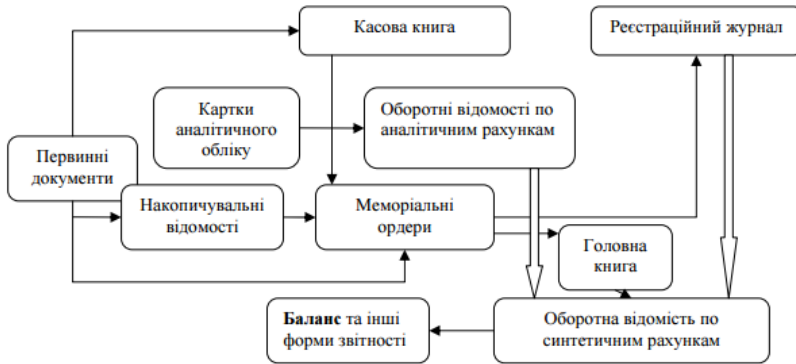 Касова книга
Реєстраційний журнал
Картки
аналітичного
обліку
Оборотні відомості по
аналітичним рахункам
Первинні
документи
Накопичувальні
відомості
Меморіальні
ордери
Головна
книга
Баланс та інші
форми звітності
Оборотна відомість по
синтетичним рахункам